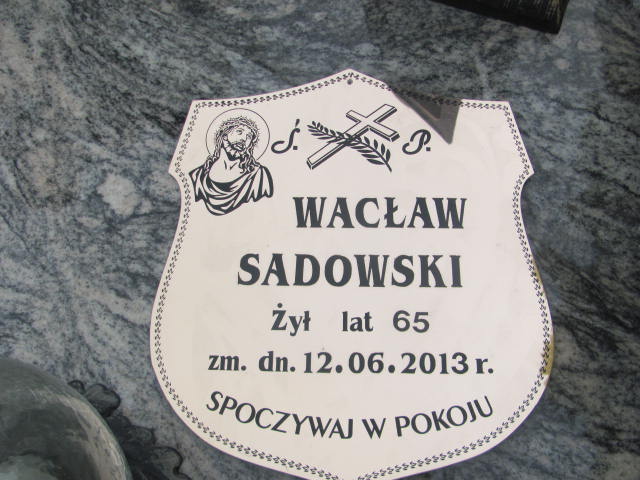 Ś. P.
WACŁAW
SADOWSKI
Żył lat 65
zm. dn. 12.06.2013 r.
SPOCZYWAJ W POKOJU